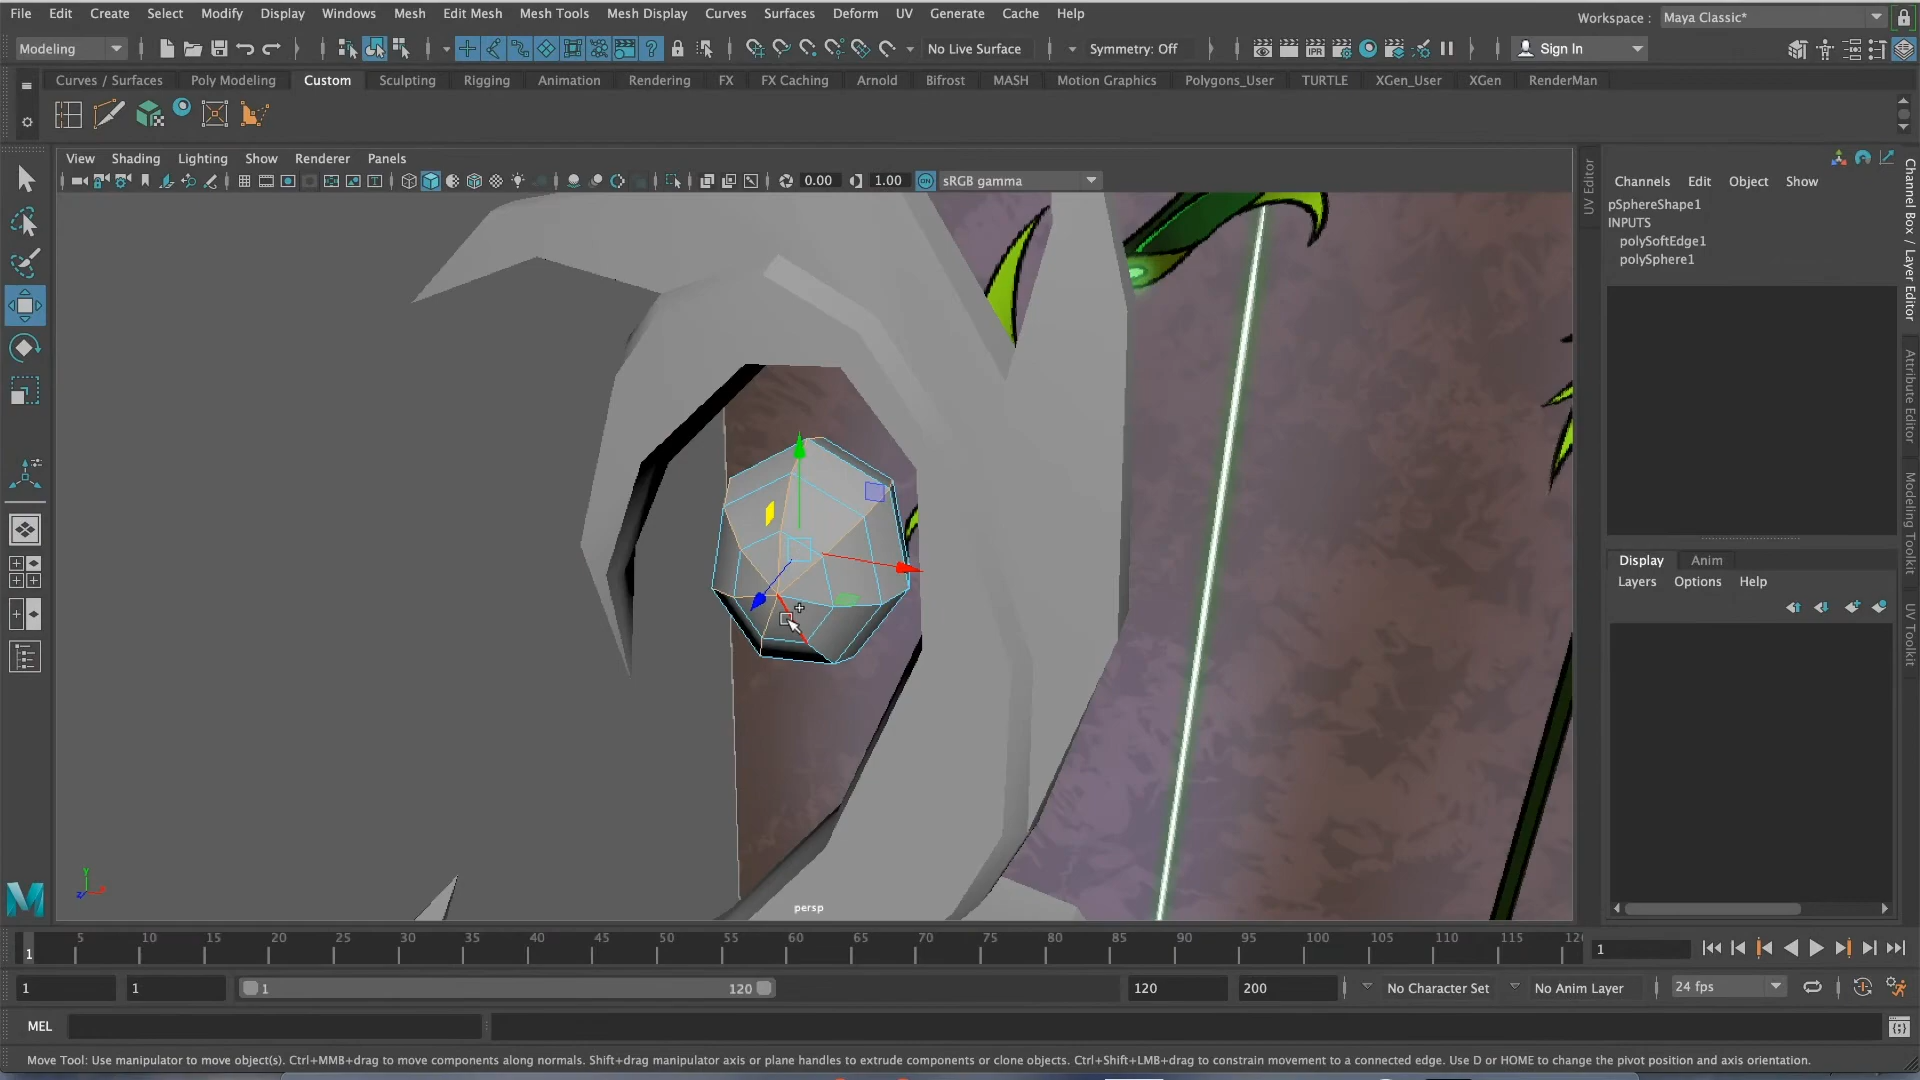 File Edit Create Select Modify Display Windows Mesh Edit Mesh Mesh Tools Mesh Display Curves Surfaces Deform UV Generate Cache Help
Workspace : Maya Classic*
Modeling No Live Surface Symmetry: Off Sign In
Curves / Surfaces Poly Modeling Custom Sculpting Rigging Animation Rendering FX FX Caching Arnold Bifrost MASH Motion Graphics Polygons_User TURTLE XGen_User XGen RenderMan
IPR
View Shading Lighting Show Renderer Panels
0.00 1.00 ON sRGB gamma
UV Editor
Channels Edit Object Show
pSphereShape1
INPUTS
polySoftEdge1
polySphere1
Channel Box / Layer Editor
Attribute Editor
Modeling Toolkit
UV Toolkit
Display Anim
Layers Options Help
y
z
persp
5 10 15 20 25 30 35 40 45 50 55 60 65 70 75 80 85 90 95 100 105 110 115 12
1 1
1 1 1 120 120 200 No Character Set No Anim Layer 24 fps
MEL
Move Tool: Use manipulator to move object(s). Ctrl+MMB+drag to move components along normals. Shift+drag manipulator axis or plane handles to extrude components or clone objects. Ctrl+Shift+LMB+drag to constrain movement to a connected edge. Use D or HOME to change the pivot position and axis orientation.